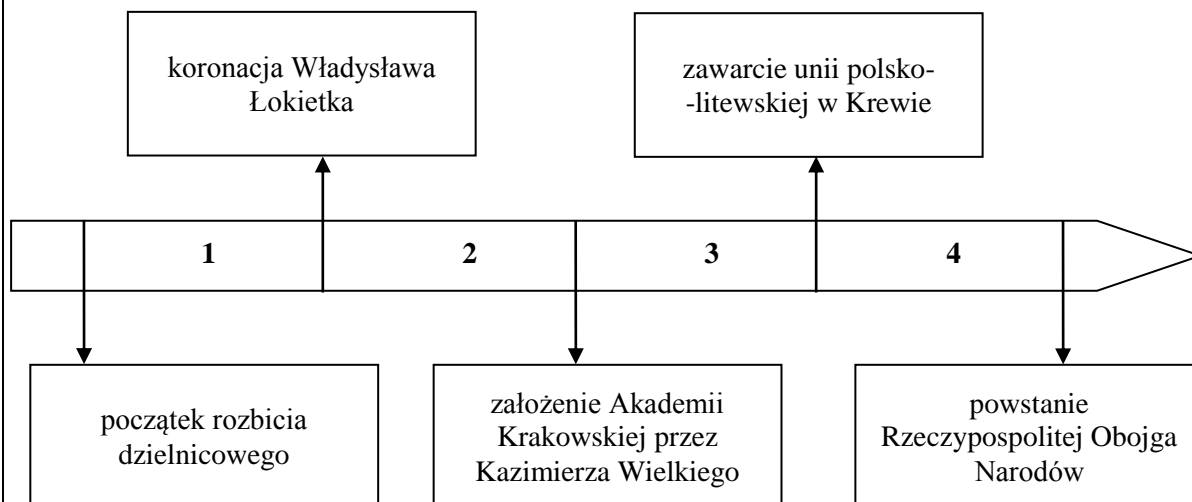 koronacja Władysława
Łokietka
zawarcie unii polsko-
-litewskiej w Krewie
1
2
3
4
początek rozbicia
dzielnicowego
założenie Akademii
Krakowskiej przez
Kazimierza Wielkiego
powstanie
Rzeczypospolitej Obojga
Narodów